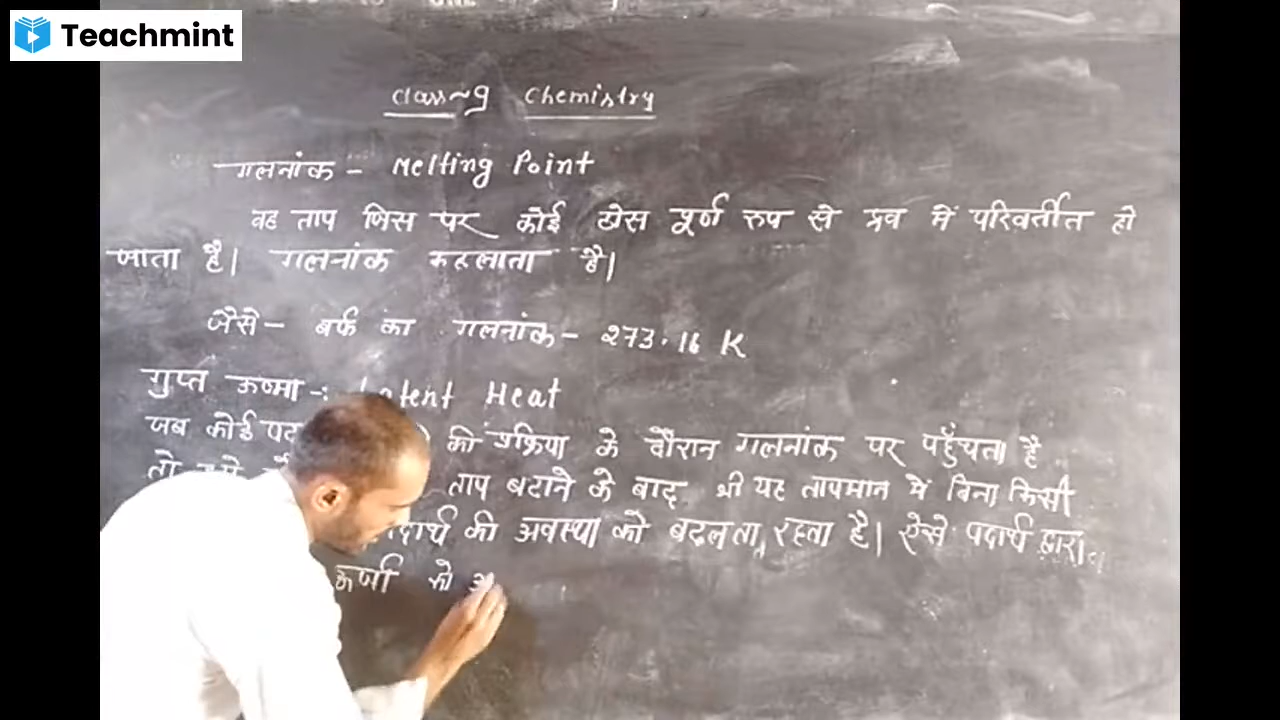 Teachmint
class~9 Chemistry
गलनांक - Melting Point
वह ताप जिस पर कोई ठोस पूर्ण रुप से द्रव में परिवर्तीत हो
जाता है। गलनांक कहलाता है।
जैसे - बर्फ का गलनांक - 273.16 K
गुप्त ऊष्मा -: Latent Heat
जब कोई की प्रक्रिया के दौरान गलनांक पर पहुँचता है
तो ताप बढाने के बाद भी यह तापमान में बिना किसी
पदार्थ की अवस्था को बदलता रहता है। ऐसे पदार्थ द्वारा
ऊर्जा को